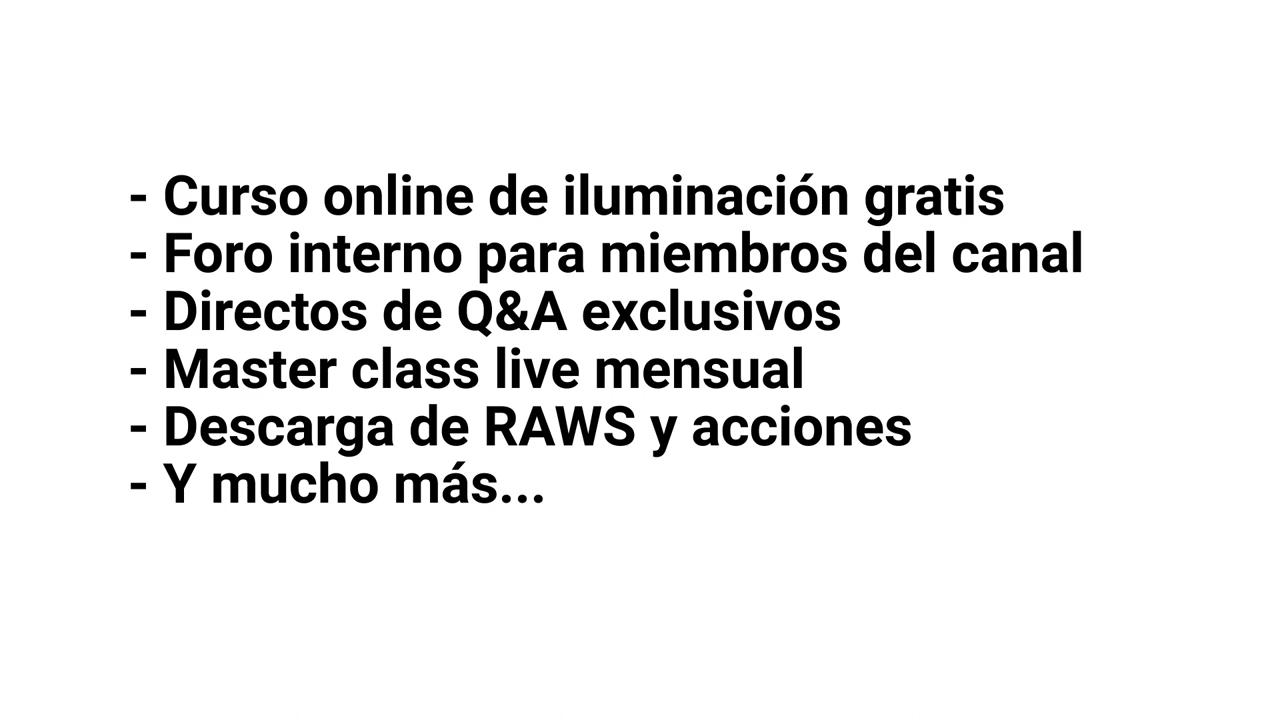 - Curso online de iluminación gratis
- Foro interno para miembros del canal
- Directos de Q&A exclusivos
- Master class live mensual
- Descarga de RAWS y acciones
- Y mucho más...